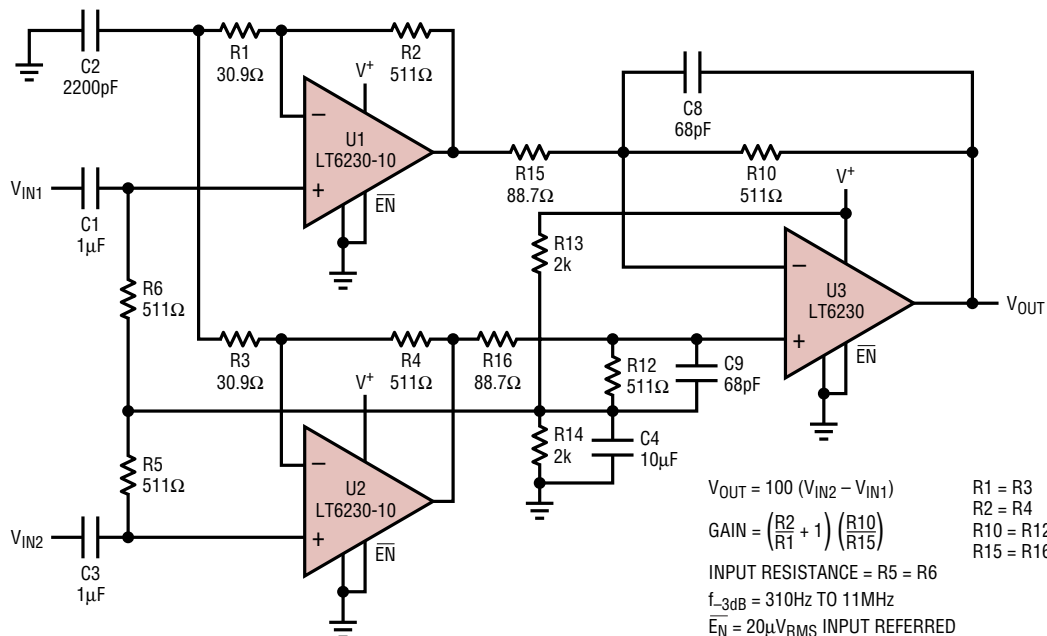 C2
2200pF
R1
30.9Ω
R2
511Ω
V+
−
+
U1
LT6230-10
EN
VIN1
C1
1µF
R6
511Ω
R15
88.7Ω
C8
68pF
R10
511Ω
V+
R13
2k
−
+
U3
LT6230
EN
VOUT
R3
30.9Ω
R4
511Ω
R16
88.7Ω
R12
511Ω
C9
68pF
V+
R14
2k
C4
10µF
R5
511Ω
−
+
U2
LT6230-10
EN
VIN2
C3
1µF
VOUT = 100 (VIN2 – VIN1)
GAIN = (R2/R1 + 1) (R10/R15)
INPUT RESISTANCE = R5 = R6
f–3dB = 310Hz TO 11MHz
EN = 20µVRMS INPUT REFERRED
R1 = R3
R2 = R4
R10 = R12
R15 = R16